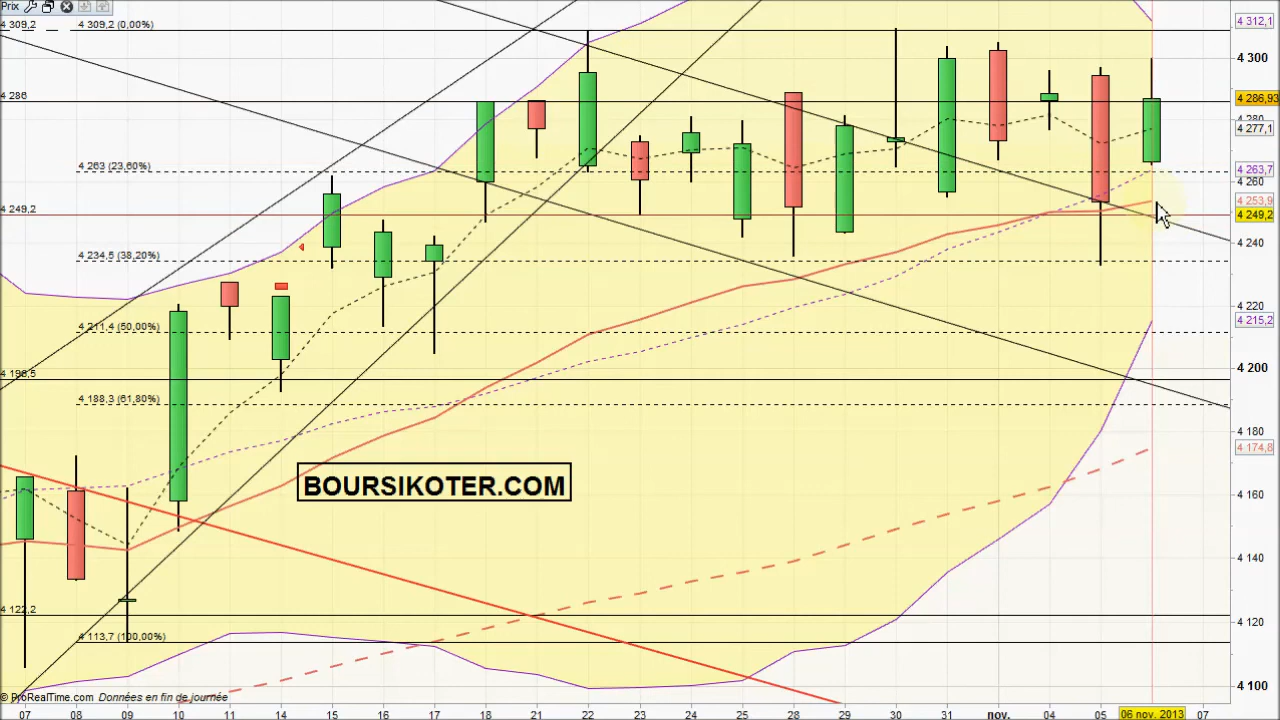 Prix
4 309,2
4 309,2 (0,00%)
4 286
4 263 (23,60%)
4 249,2
4 234,5 (38,20%)
4 211,4 (50,00%)
4 196,5
4 188,3 (61,80%)
4 122,2
4 113,7 (100,00%)
BOURSIKOTER.COM
4 312,1
4 300
4 286,93
4 280
4 277,1
4 263,7
4 260
4 253,9
4 249,2
4 240
4 220
4 215,2
4 200
4 180
4 174,8
4 160
4 140
4 120
4 100
© ProRealTime.com Données en fin de journée
07 08 09 10 11 14 15 16 17 18 21 22 23 24 25 28 29 30 31 nov. 04 05 06 nov. 2013 07